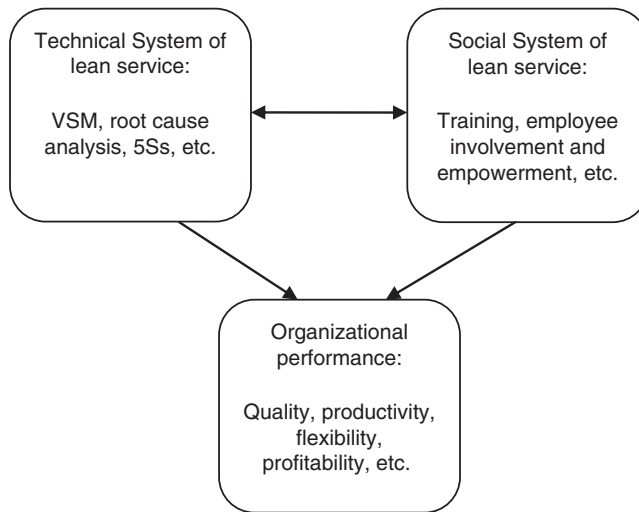 Technical System of
lean service:
VSM, root cause
analysis, 5Ss, etc.
Social System of
lean service:
Training, employee
involvement and
empowerment, etc.
Organizational
performance:
Quality, productivity,
flexibility,
profitability, etc.